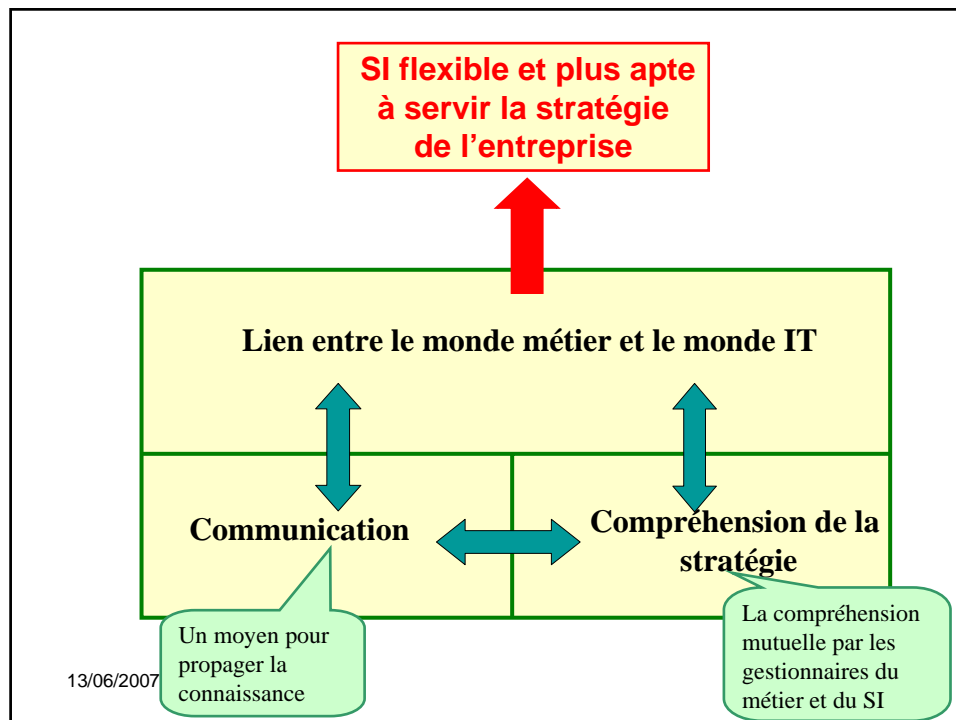 SI flexible et plus apte
à servir la stratégie
de l'entreprise
Lien entre le monde métier et le monde IT
Communication
Compréhension de la
stratégie
Un moyen pour
propager la
connaissance
La compréhension
mutuelle par les
gestionnaires du
métier et du SI
13/06/2007